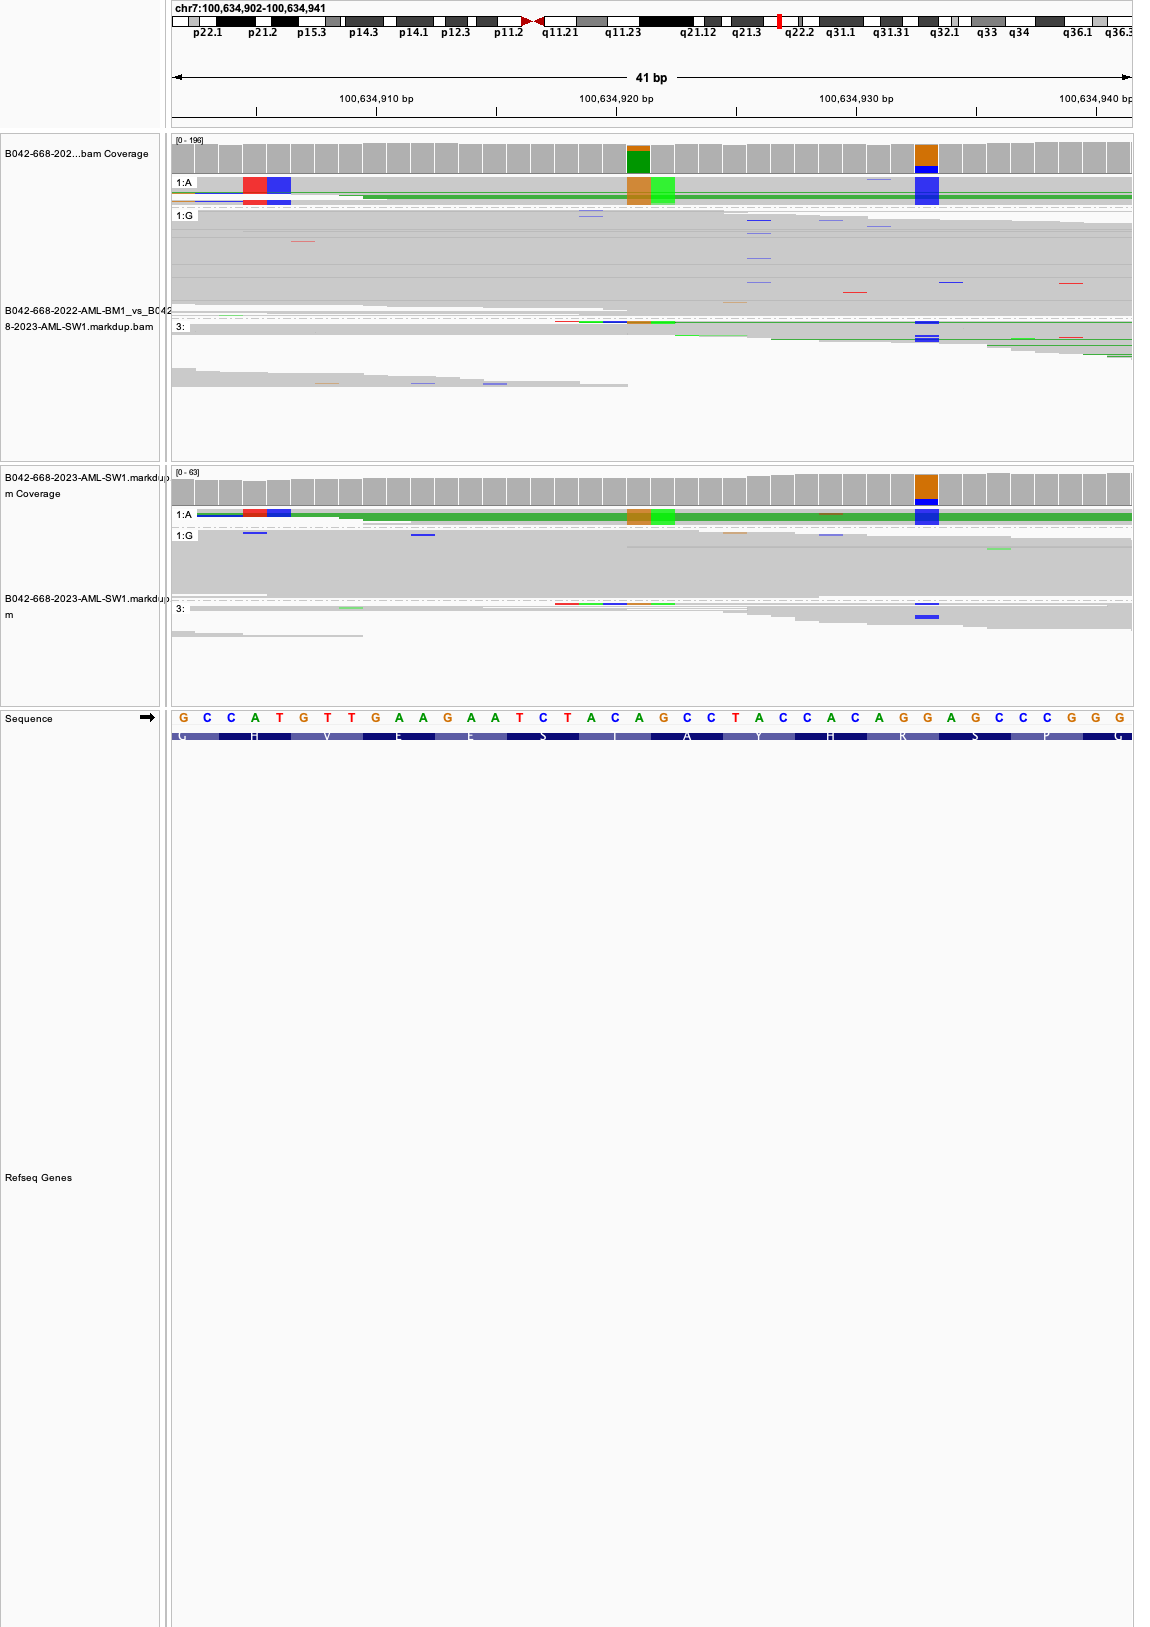 chr7:100,634,902-100,634,941
p22.1 p21.2 p15.3 p14.3 p14.1 p12.3 p11.2 q11.21 q11.23 q21.12 q21.3 q22.2 q31.1 q31.31 q32.1 q33 q34 q36.1 q36.3
41 bp
100,634,910 bp 100,634,920 bp 100,634,930 bp 100,634,940 bp
[0 - 196]
B042-668-202...bam Coverage
1:A
1:G
B042-668-2022-AML-BM1_vs_B042
8-2023-AML-SW1.markdup.bam
3:
[0 - 63]
B042-668-2023-AML-SW1.markdup
m Coverage
1:A
1:G
B042-668-2023-AML-SW1.markdup
m
3:
Sequence
G C C A T G T T G A A G A A T C T A C A G C C T A C C A C A G G A G C C C G G G
G H V E E S T A Y H R S P G
Refseq Genes